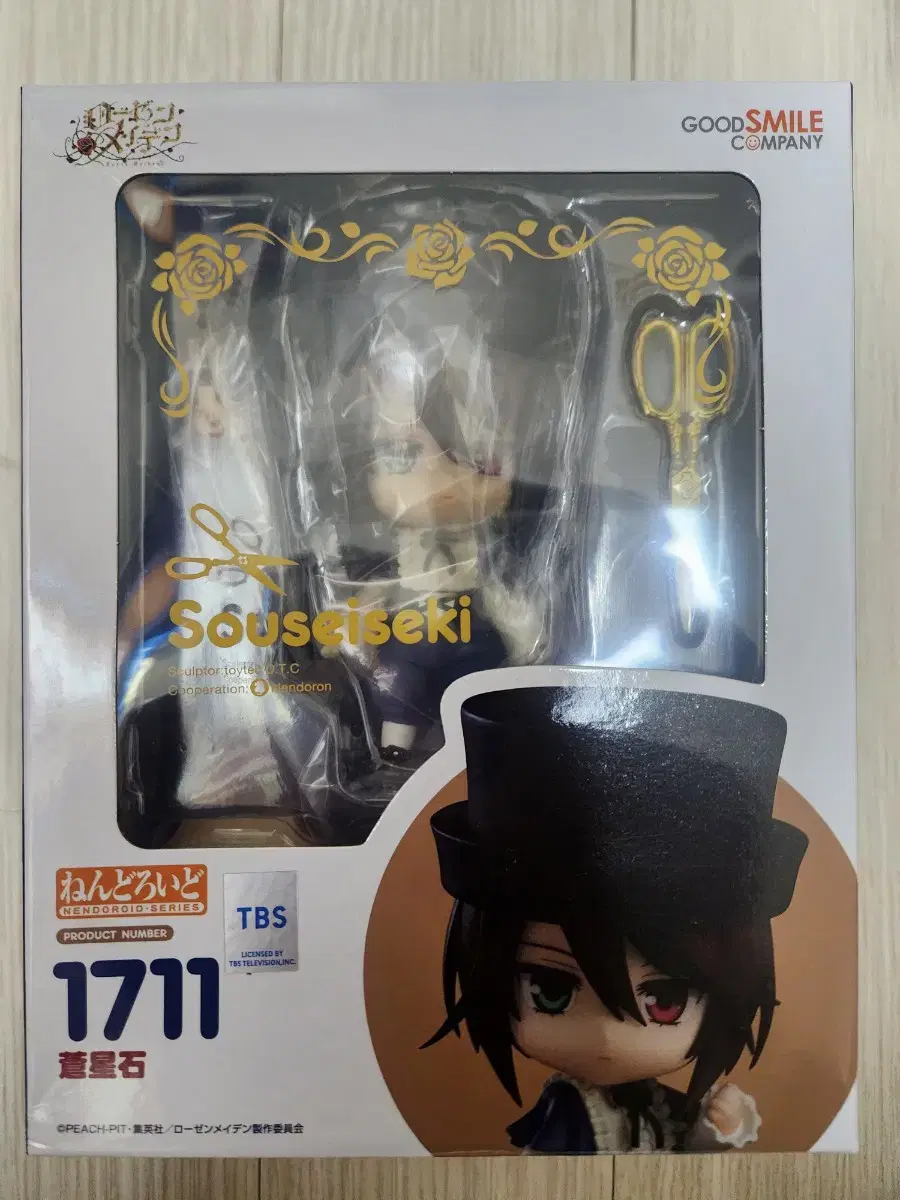 ローゼンメイデン
GOOD SMILE
COMPANY
Souseiseki
Sculptor:toytec D.T.C
Cooperation: nendoron
ねんどろいど
NENDOROID·SERIES
PRODUCT NUMBER
1711
蒼星石
TBS
LICENSED BY
TBS TELEVISION,INC.
©PEACH-PIT・集英社/ローゼンメイデン製作委員会